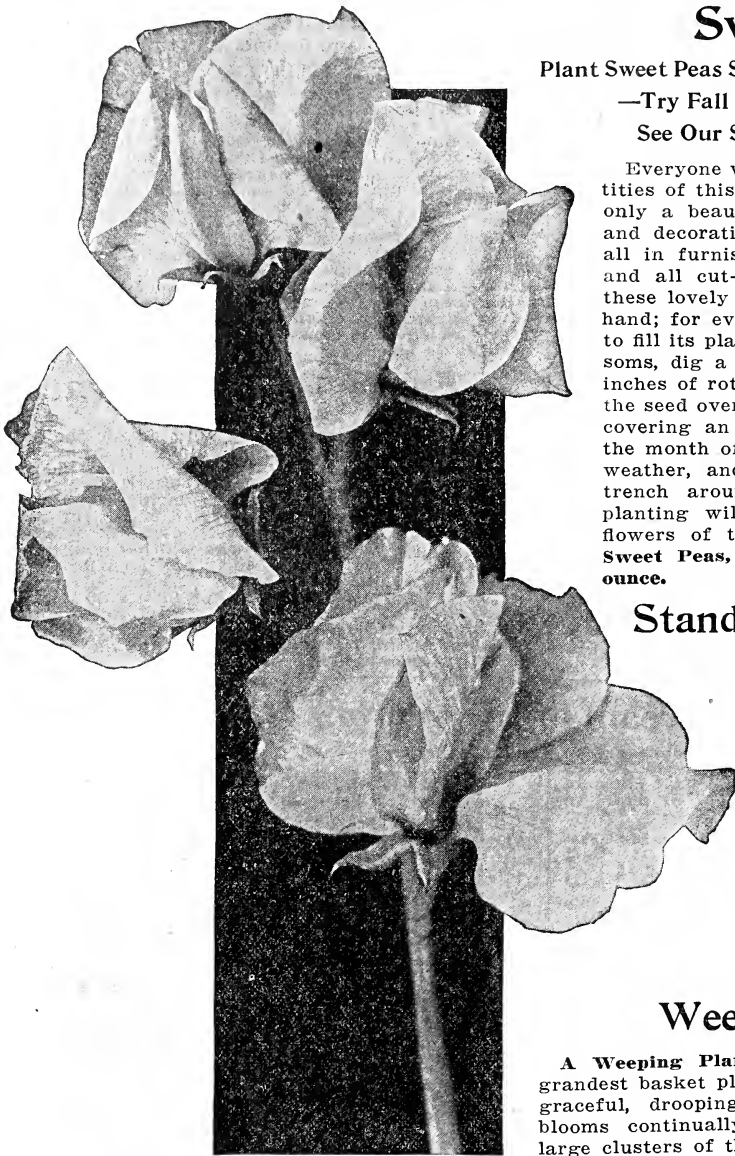 Sw
Plant Sweet Peas S
—Try Fall
See Our S
Everyone w
tities of this
only a beau
and decorati
all in furnis
and all cut-
these lovely
hand; for ev
to fill its pla
soms, dig a
inches of rot
the seed over
covering an
the month o
weather, and
trench arou
planting wil
flowers of t
Sweet Peas,
ounce.
Stand
Wee
A Weeping Plan
grandest basket pl
graceful, drooping
blooms continually
large clusters of th